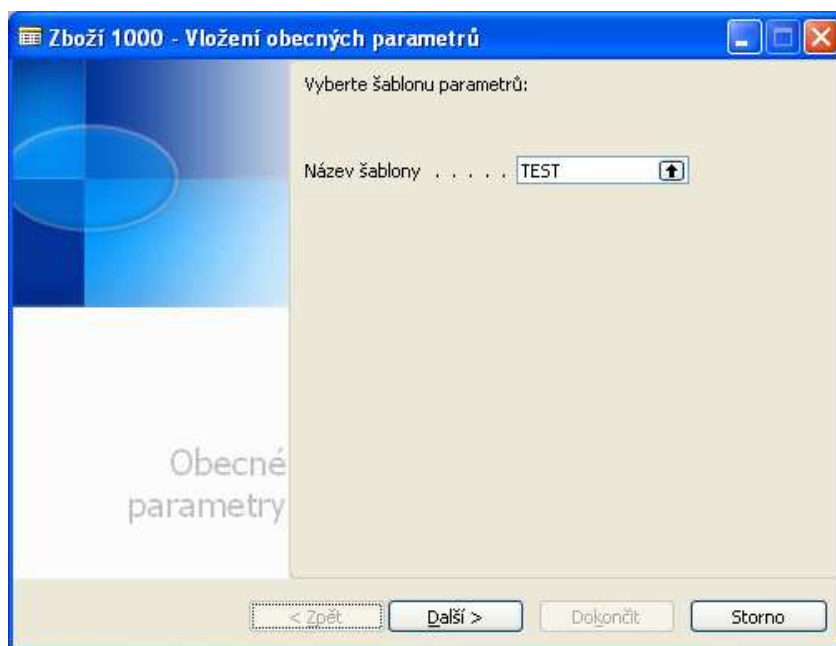 Zboží 1000 - Vložení obecných parametrů
Vyberte šablonu parametrů:
Název šablony . . . . . TEST
Obecné
parametry
< Zpět Další > Dokončit Storno